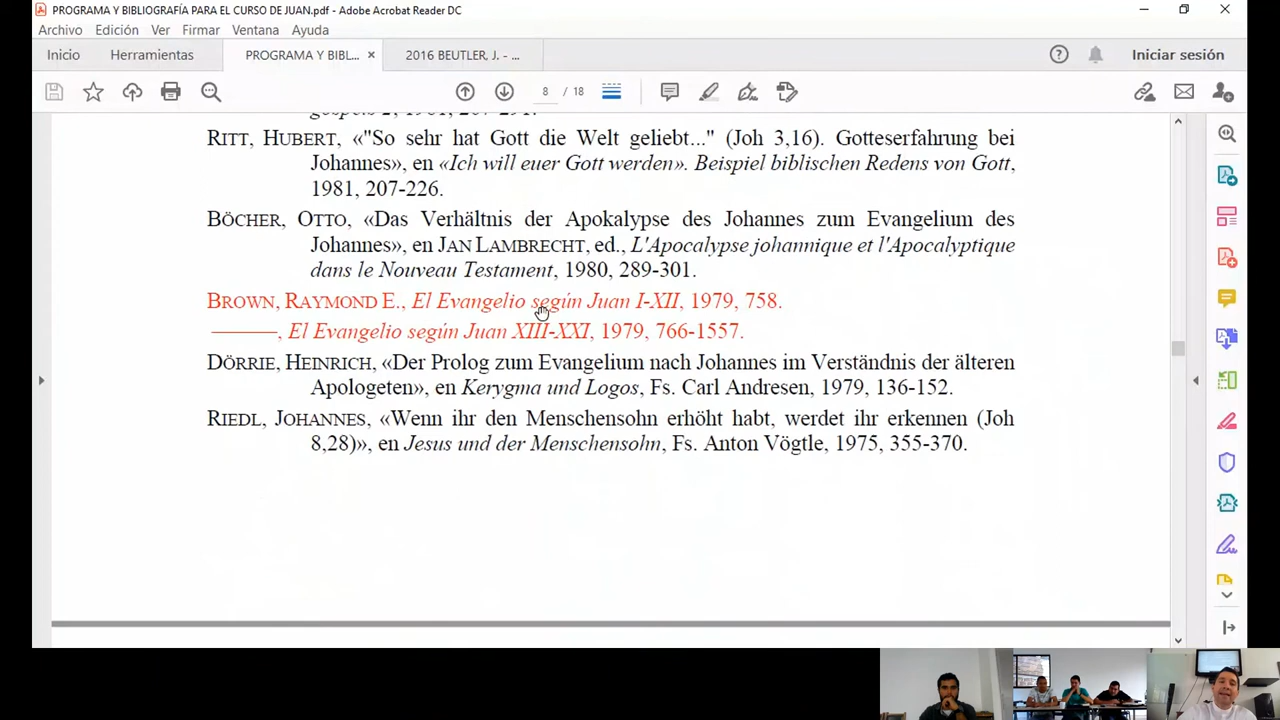 PROGRAMA Y BIBLIOGRAFÍA PARA EL CURSO DE JUAN.pdf - Adobe Acrobat Reader DC
Archivo Edición Ver Firmar Ventana Ayuda
Inicio Herramientas PROGRAMA Y BIBL... × 2016 BEUTLER, J. - ... Iniciar sesión
8 / 18
RITT, HUBERT, «"So sehr hat Gott die Welt geliebt..." (Joh 3,16). Gotteserfahrung bei
Johannes», en «Ich will euer Gott werden». Beispiel biblischen Redens von Gott,
1981, 207-226.
BÖCHER, OTTO, «Das Verhältnis der Apokalypse des Johannes zum Evangelium des
Johannes», en JAN LAMBRECHT, ed., L'Apocalypse johannique et l'Apocalyptique
dans le Nouveau Testament, 1980, 289-301.
BROWN, RAYMOND E., El Evangelio según Juan I-XII, 1979, 758.
———, El Evangelio según Juan XIII-XXI, 1979, 766-1557.
DÖRRIE, HEINRICH, «Der Prolog zum Evangelium nach Johannes im Verständnis der älteren
Apologeten», en Kerygma und Logos, Fs. Carl Andresen, 1979, 136-152.
RIEDL, JOHANNES, «Wenn ihr den Menschensohn erhöht habt, werdet ihr erkennen (Joh
8,28)», en Jesus und der Menschensohn, Fs. Anton Vögtle, 1975, 355-370.